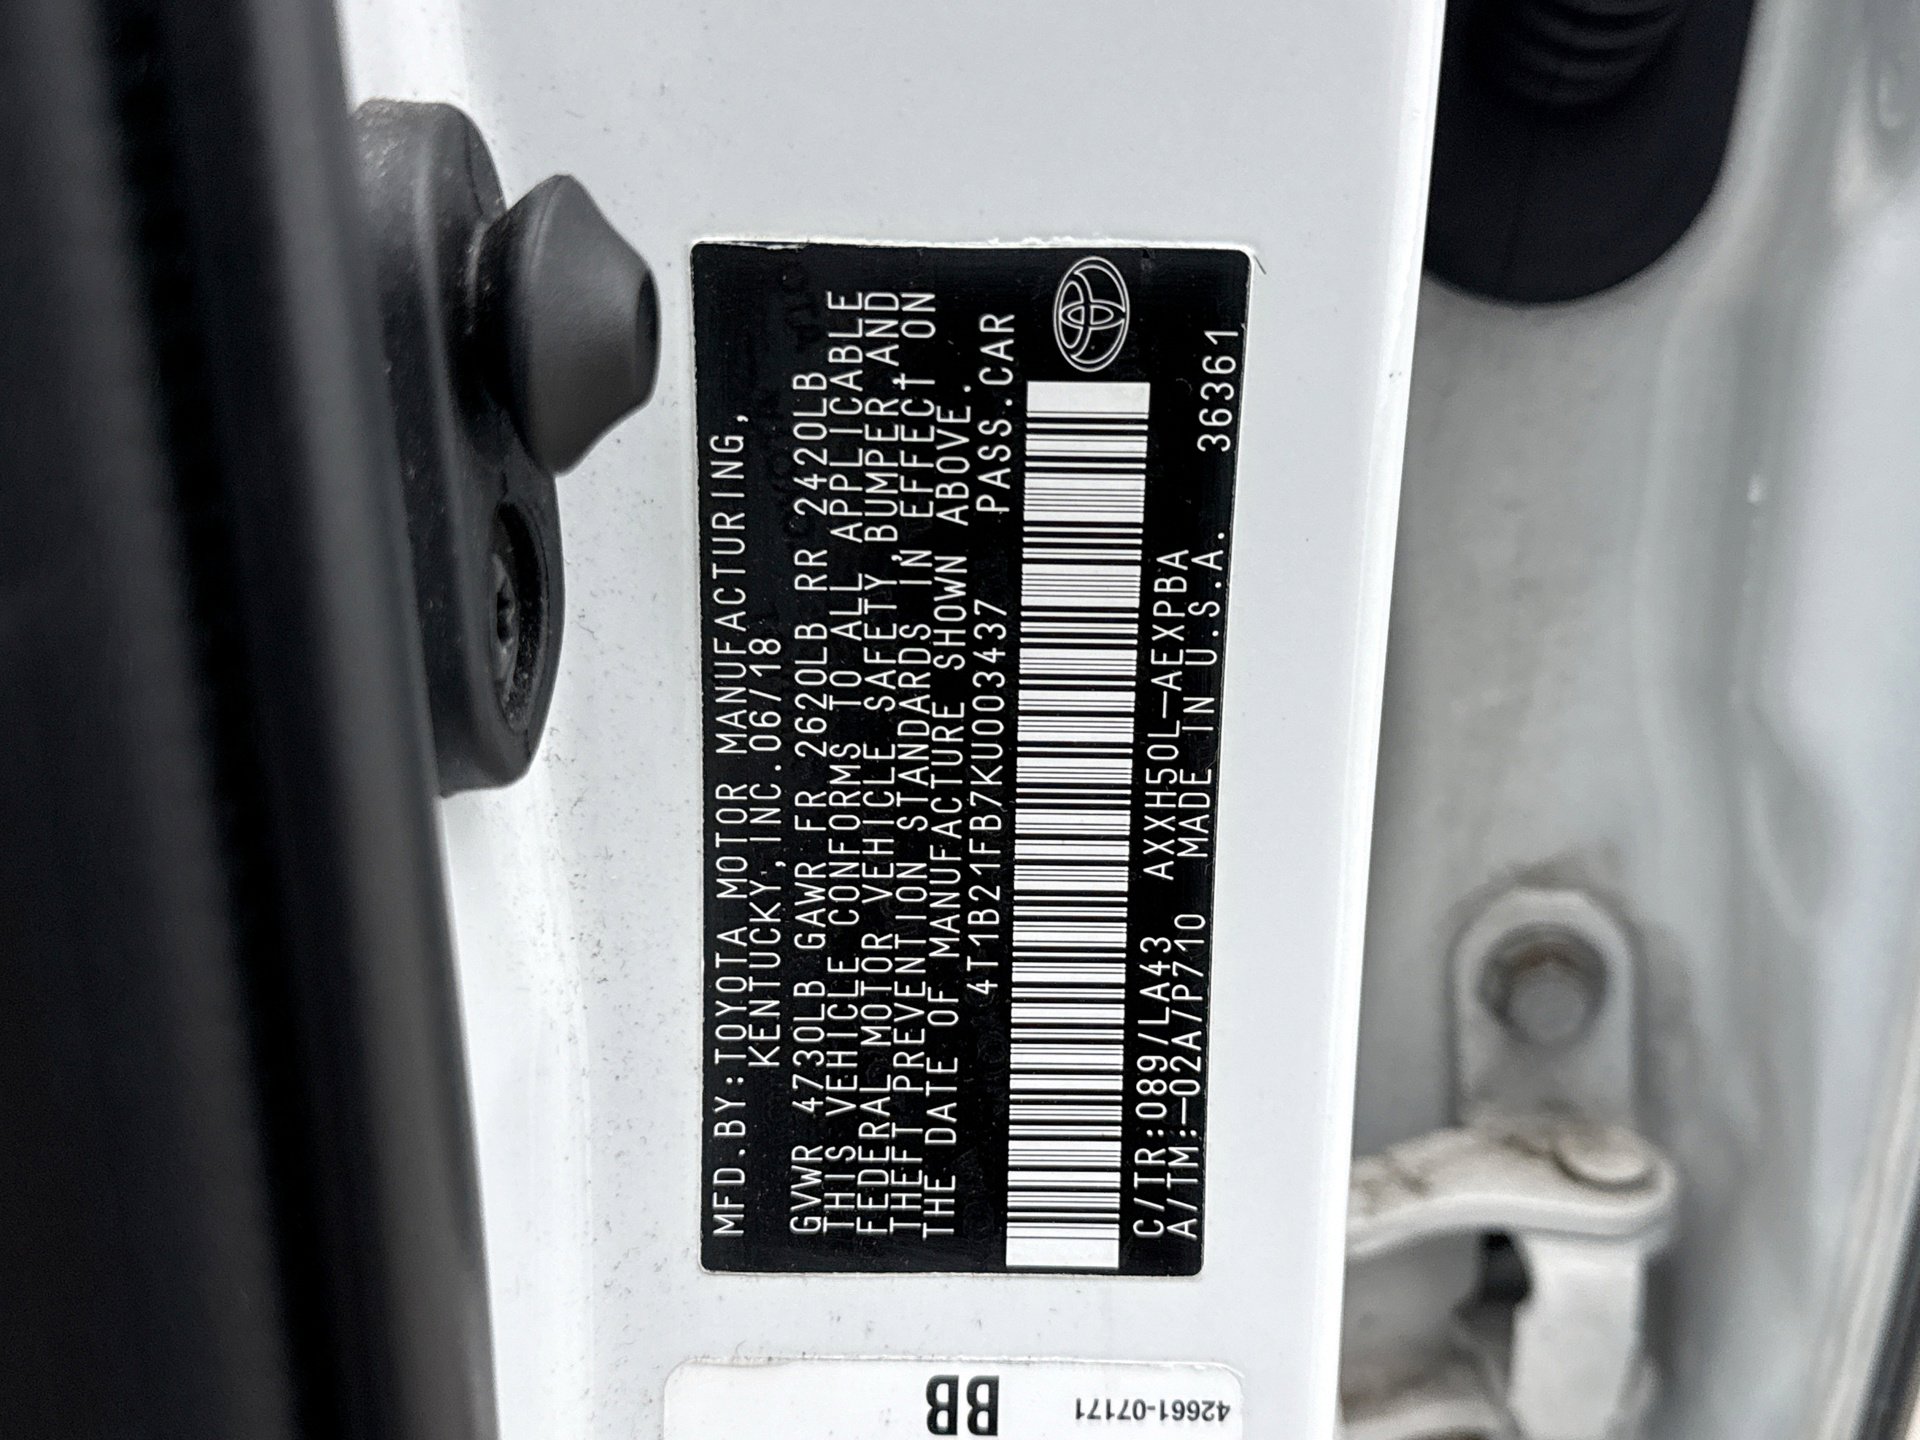 MFD.BY:TOYOTA MOTOR MANUFACTURING,
KENTUCKY,INC.06/18
GVWR 4730LB GAWR FR 2620LB RR 2420LB
THIS VEHICLE CONFORMS TO ALL APPLICABLE
FEDERAL MOTOR VEHICLE SAFETY,BUMPER,AND
THEFT PREVENTION STANDARDS IN EFFECT ON
THE DATE OF MANUFACTURE SHOWN ABOVE.
4T1B21FB7KU003437 PASS.CAR
C/TR:089/LA43 AXXH50L-AEXPBA
A/TM:-02A/P710 MADE IN U.S.A. 36361
BB
42661-07171